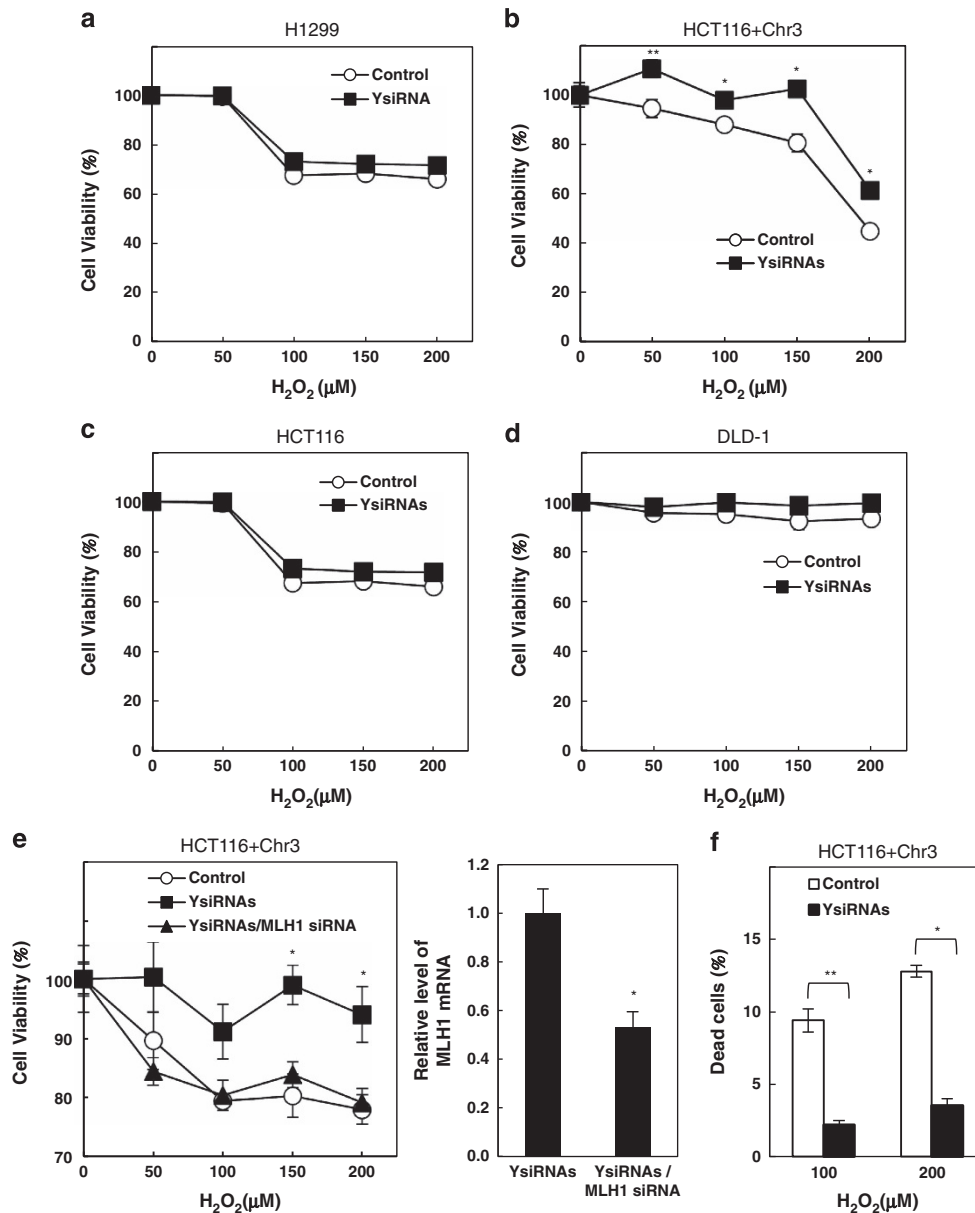 a
H1299
Control
YsiRNA
100
80
60
40
20
0
Cell Viability (%)
0 50 100 150 200
H2O2 (μM)
b
HCT116+Chr3
**
*
*
*
Control
YsiRNAs
100
80
60
40
20
0
Cell Viability (%)
0 50 100 150 200
H2O2 (μM)
c
HCT116
Control
YsiRNAs
100
80
60
40
20
0
Cell Viability (%)
0 50 100 150 200
H2O2(μM)
d
DLD-1
Control
YsiRNAs
100
80
60
40
20
0
Cell Viability (%)
0 50 100 150 200
H2O2(μM)
e
HCT116+Chr3
Control
YsiRNAs
YsiRNAs/MLH1 siRNA
*
*
100
90
80
70
Cell Viability (%)
0 50 100 150 200
H2O2(μM)
1.2
1.0
0.8
0.6
0.4
0.2
0.0
Relative level of
MLH1 mRNA
*
YsiRNAs
YsiRNAs /
MLH1 siRNA
f
HCT116+Chr3
Control
YsiRNAs
15
10
5
0
Dead cells (%)
**
*
100 200
H2O2(μM)